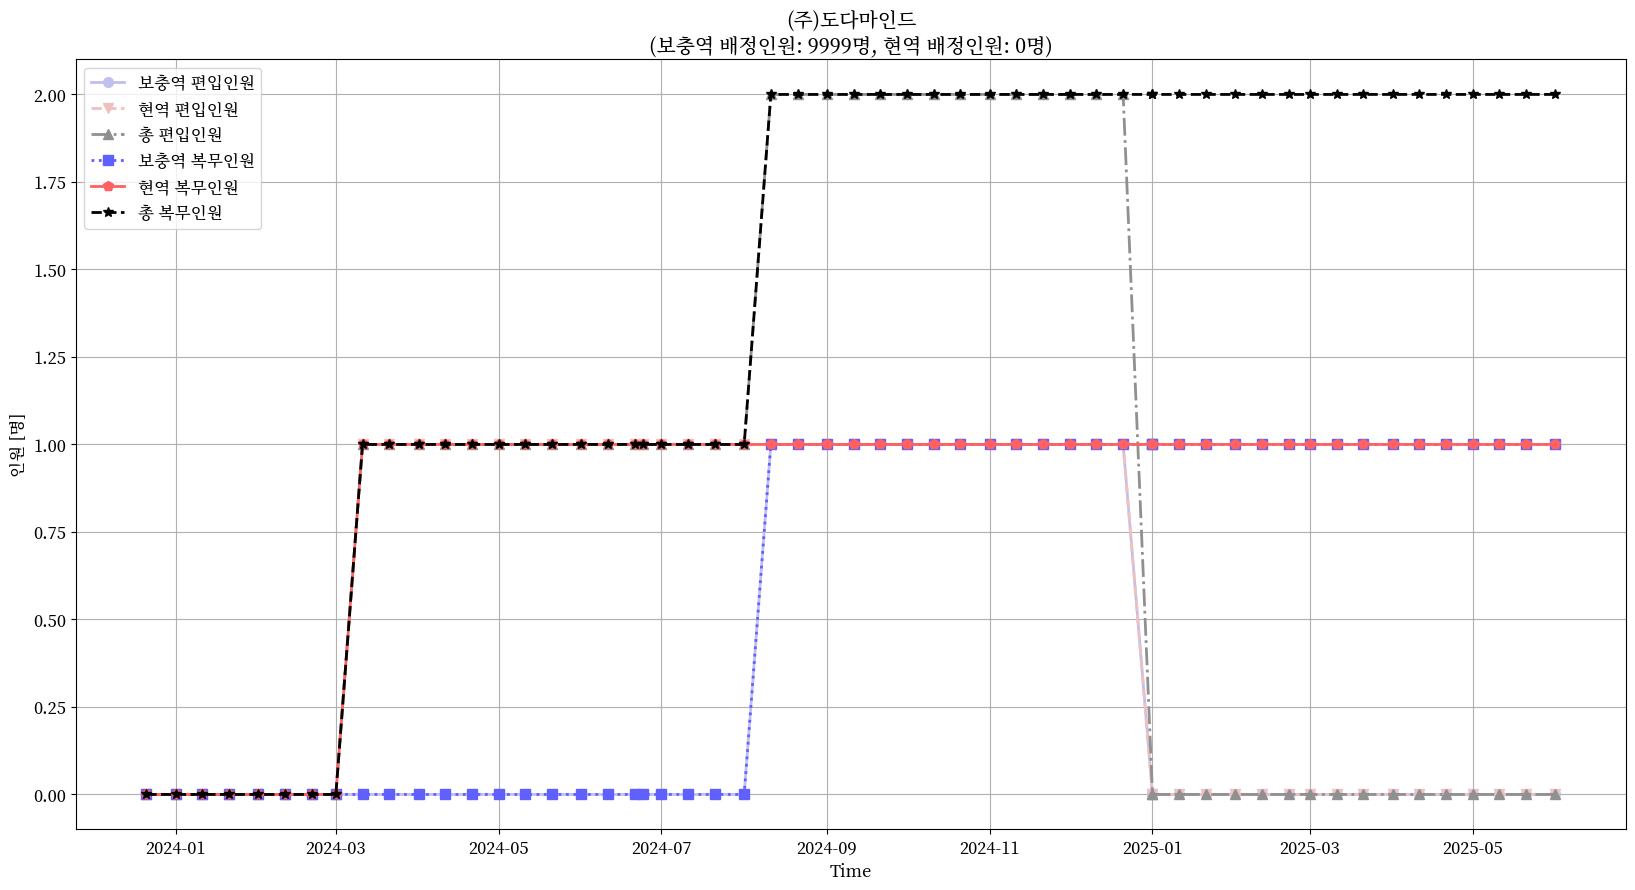 (주)도다마인드
(보충역 배정인원: 9999명, 현역 배정인원: 0명)
보충역 편입인원
현역 편입인원
총 편입인원
보충역 복무인원
현역 복무인원
총 복무인원
2.00
1.75
1.50
1.25
1.00
0.75
0.50
0.25
0.00
인원 [명]
2024-01 2024-03 2024-05 2024-07 2024-09 2024-11 2025-01 2025-03 2025-05
Time